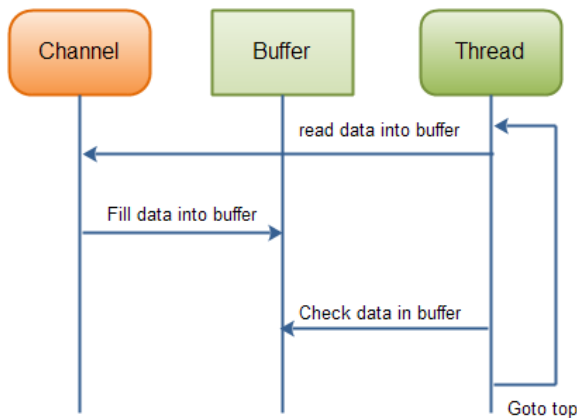 Channel
Buffer
Thread
read data into buffer
Fill data into buffer
Check data in buffer
Goto top